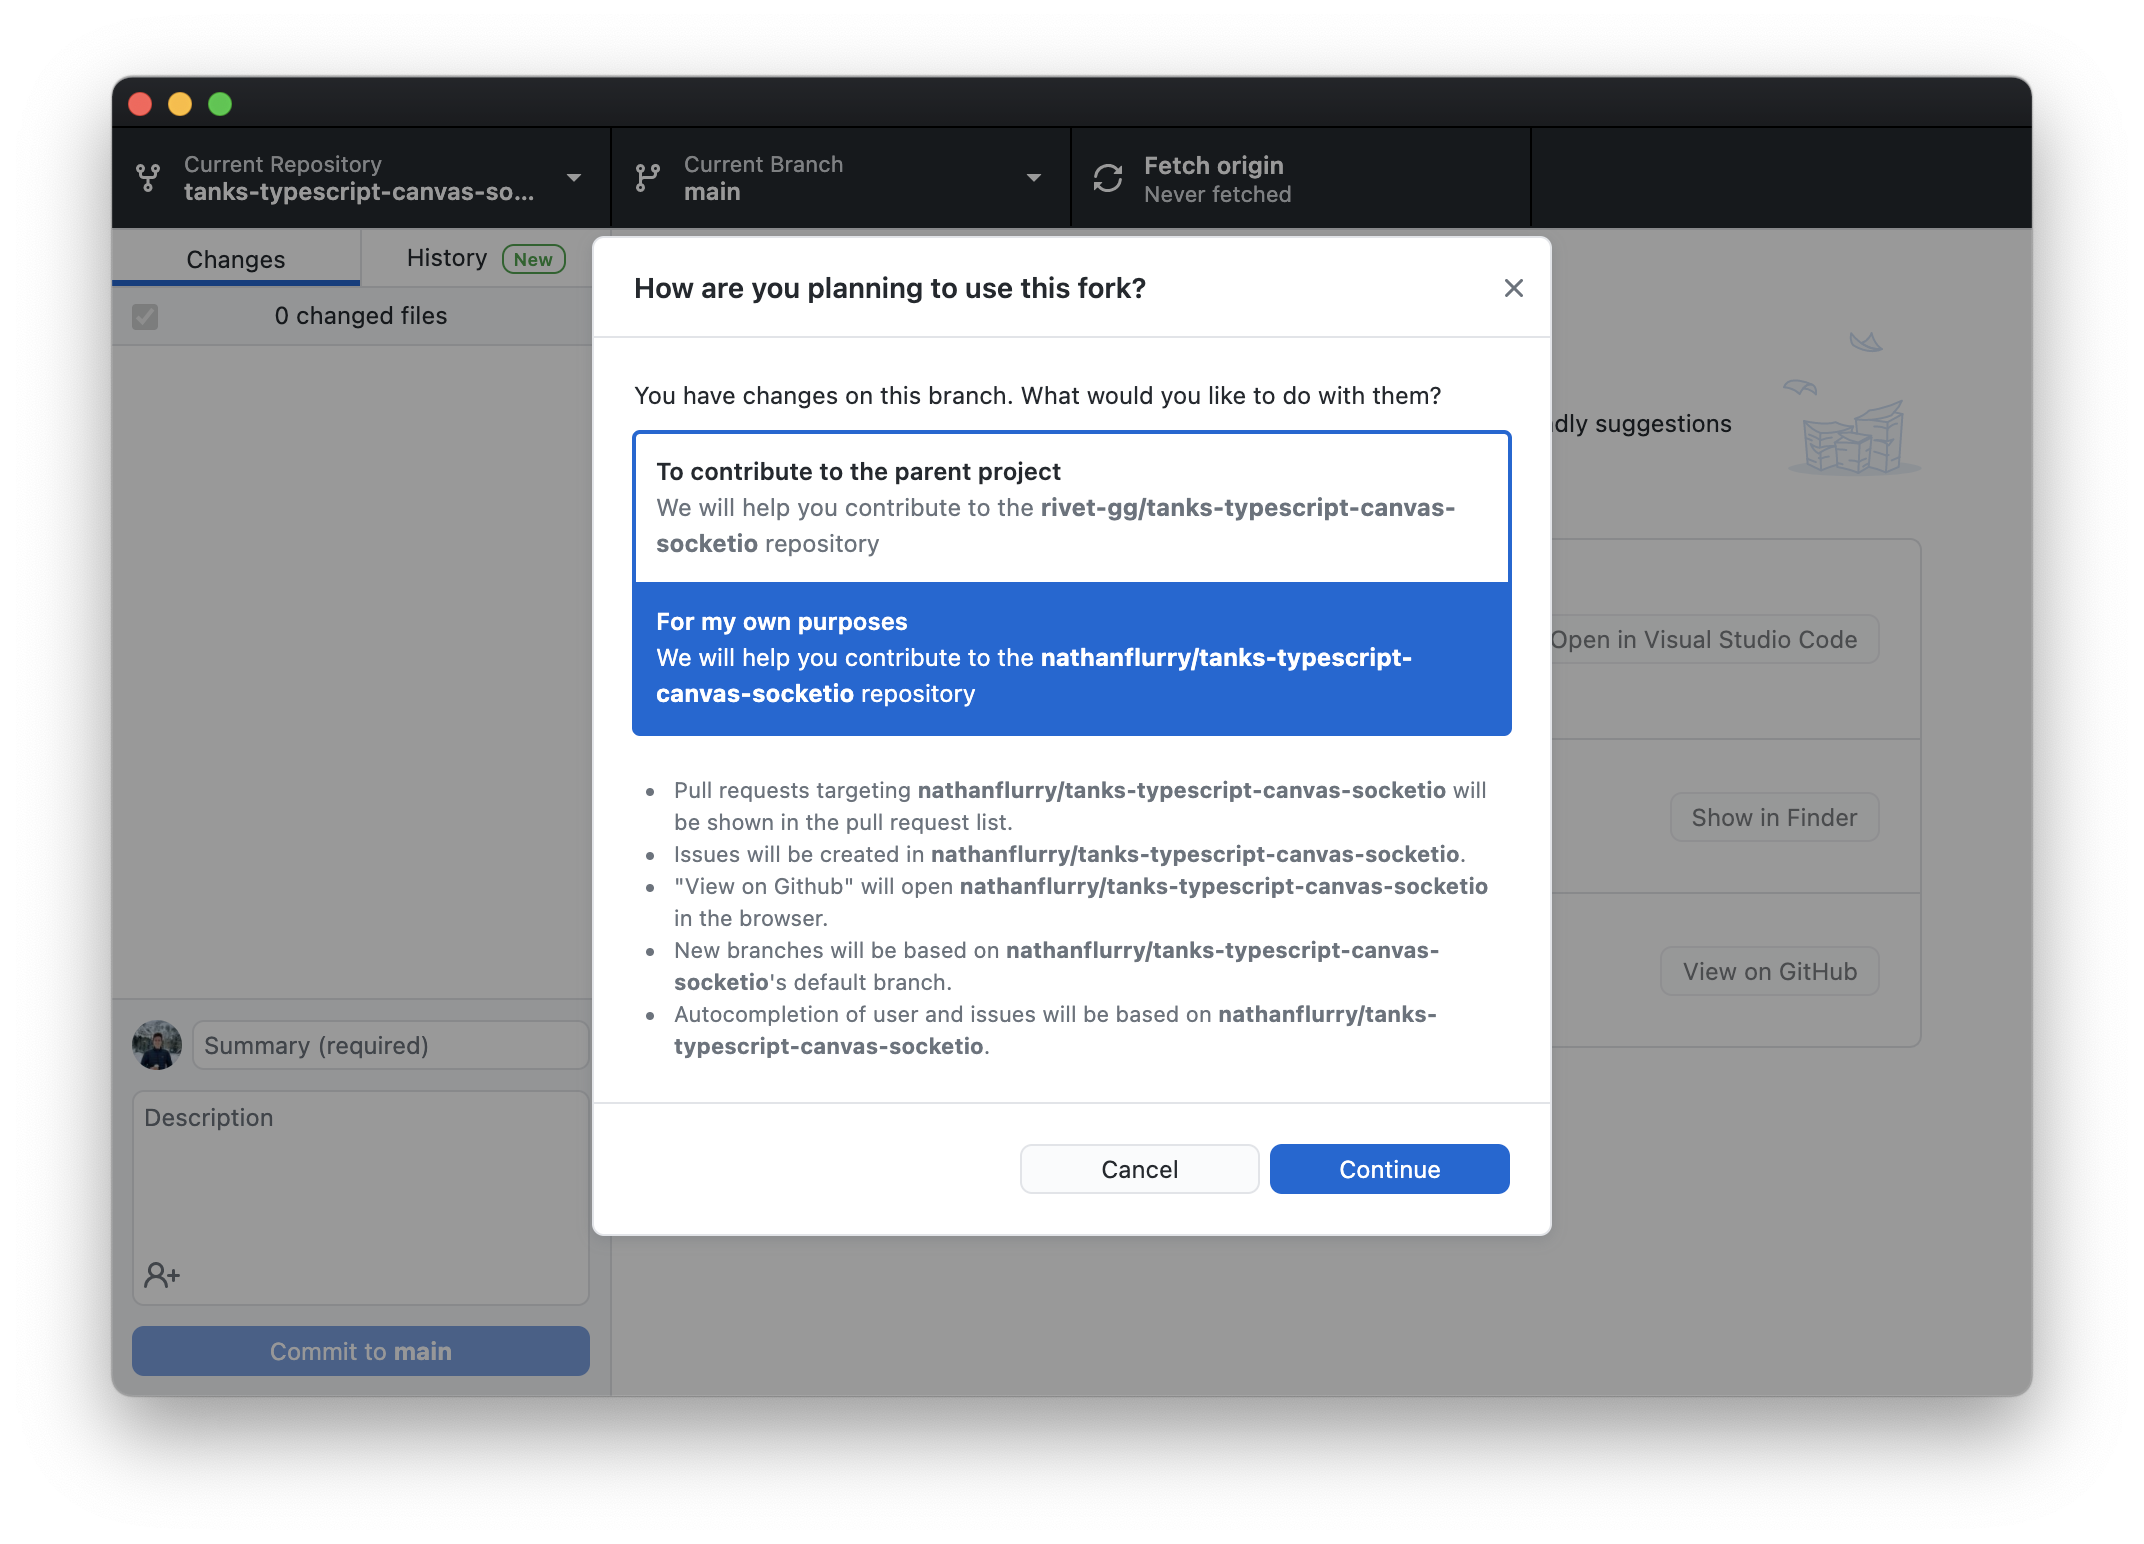 Current Repository
tanks-typescript-canvas-so...
Current Branch
main
Fetch origin
Never fetched
Changes
History New
0 changed files
How are you planning to use this fork?
You have changes on this branch. What would you like to do with them?
To contribute to the parent project
We will help you contribute to the rivet-gg/tanks-typescript-canvas-
socketio repository
For my own purposes
We will help you contribute to the nathanflurry/tanks-typescript-
canvas-socketio repository
Pull requests targeting nathanflurry/tanks-typescript-canvas-socketio will
be shown in the pull request list.
Issues will be created in nathanflurry/tanks-typescript-canvas-socketio.
"View on Github" will open nathanflurry/tanks-typescript-canvas-socketio
in the browser.
New branches will be based on nathanflurry/tanks-typescript-canvas-
socketio's default branch.
Autocompletion of user and issues will be based on nathanflurry/tanks-
typescript-canvas-socketio.
Cancel
Continue
suggestions
Open in Visual Studio Code
Show in Finder
View on GitHub
Summary (required)
Description
Commit to main